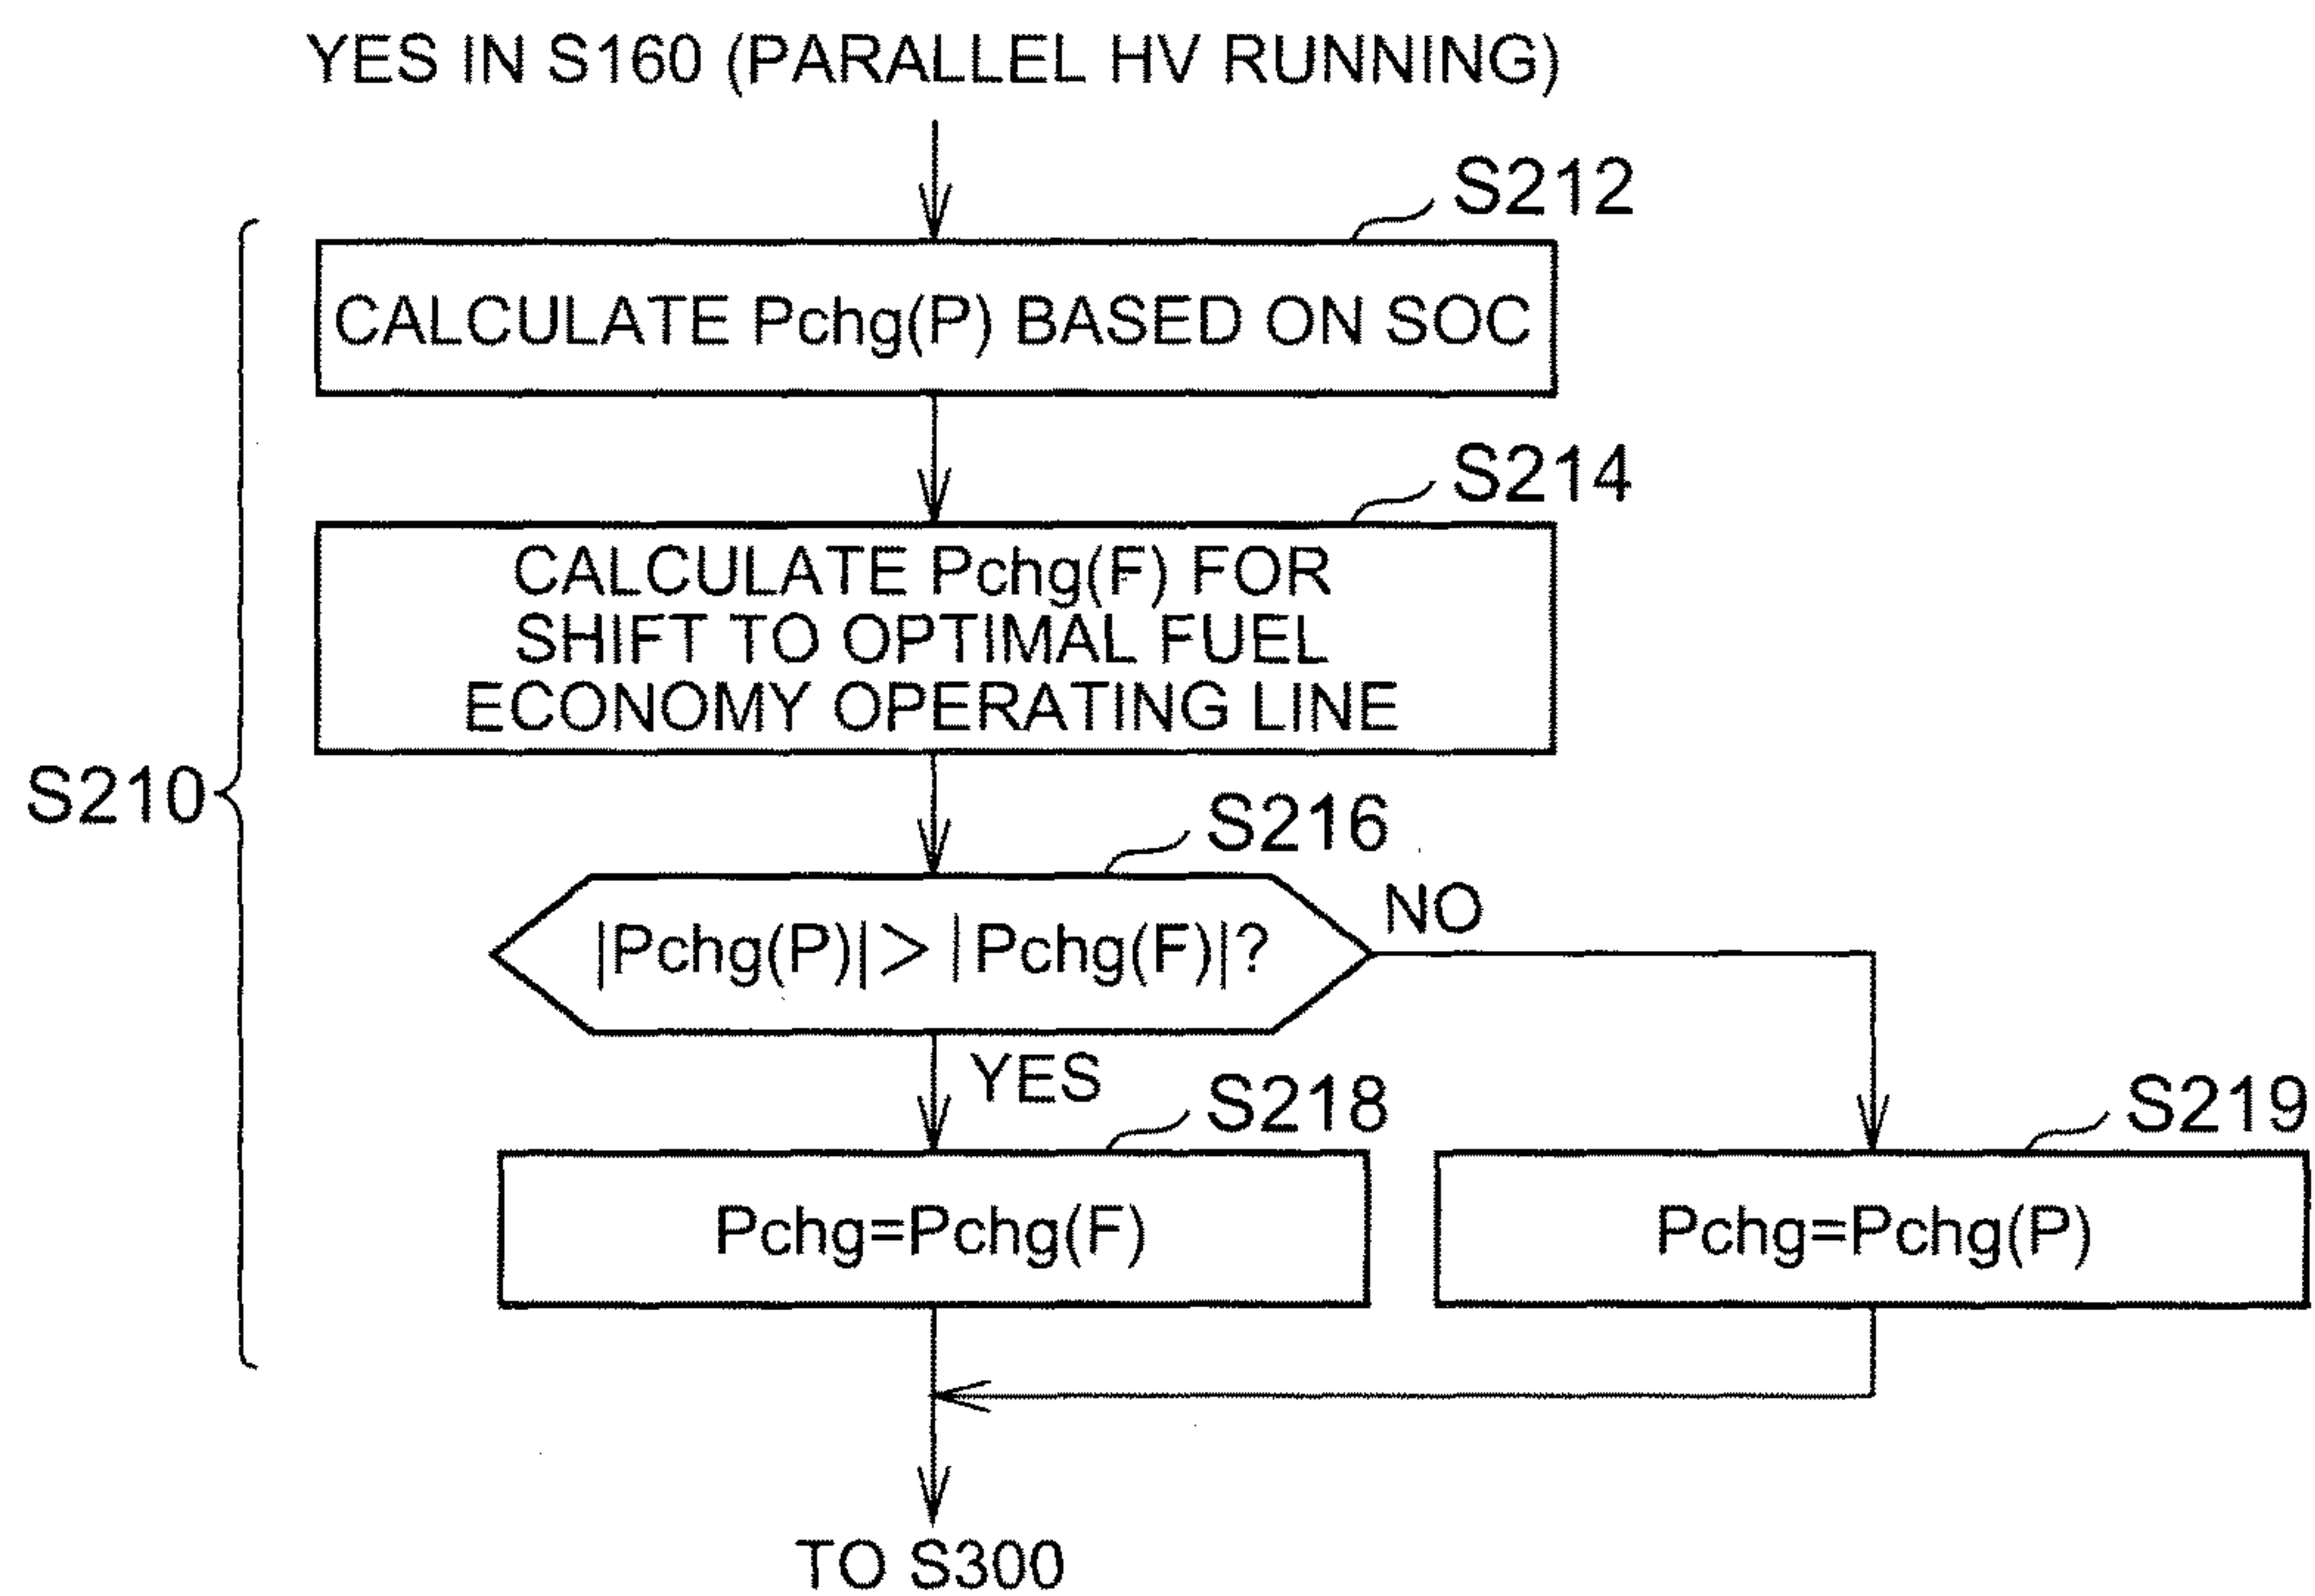 YES IN S160 (PARALLEL HV RUNNING)
S212
CALCULATE Pchg(P) BASED ON SOC
S214
CALCULATE Pchg(F) FOR
SHIFT TO OPTIMAL FUEL
ECONOMY OPERATING LINE
S210
S216
|Pchg(P)|>|Pchg(F)|?
NO
YES
S218
S219
Pchg=Pchg(F)
Pchg=Pchg(P)
TO S300